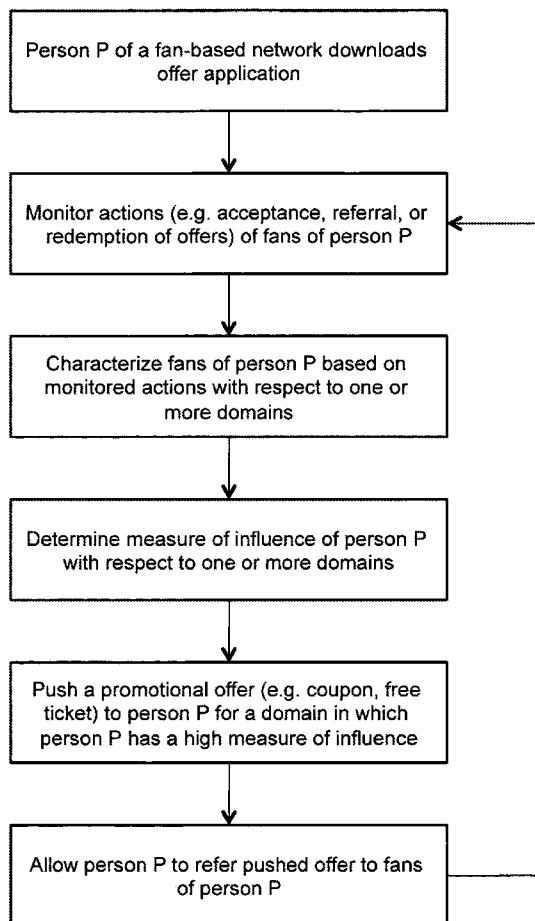 Person P of a fan-based network downloads
offer application
Monitor actions (e.g. acceptance, referral, or
redemption of offers) of fans of person P
Characterize fans of person P based on
monitored actions with respect to one or
more domains
Determine measure of influence of person P
with respect to one or more domains
Push a promotional offer (e.g. coupon, free
ticket) to person P for a domain in which
person P has a high measure of influence
Allow person P to refer pushed offer to fans
of person P